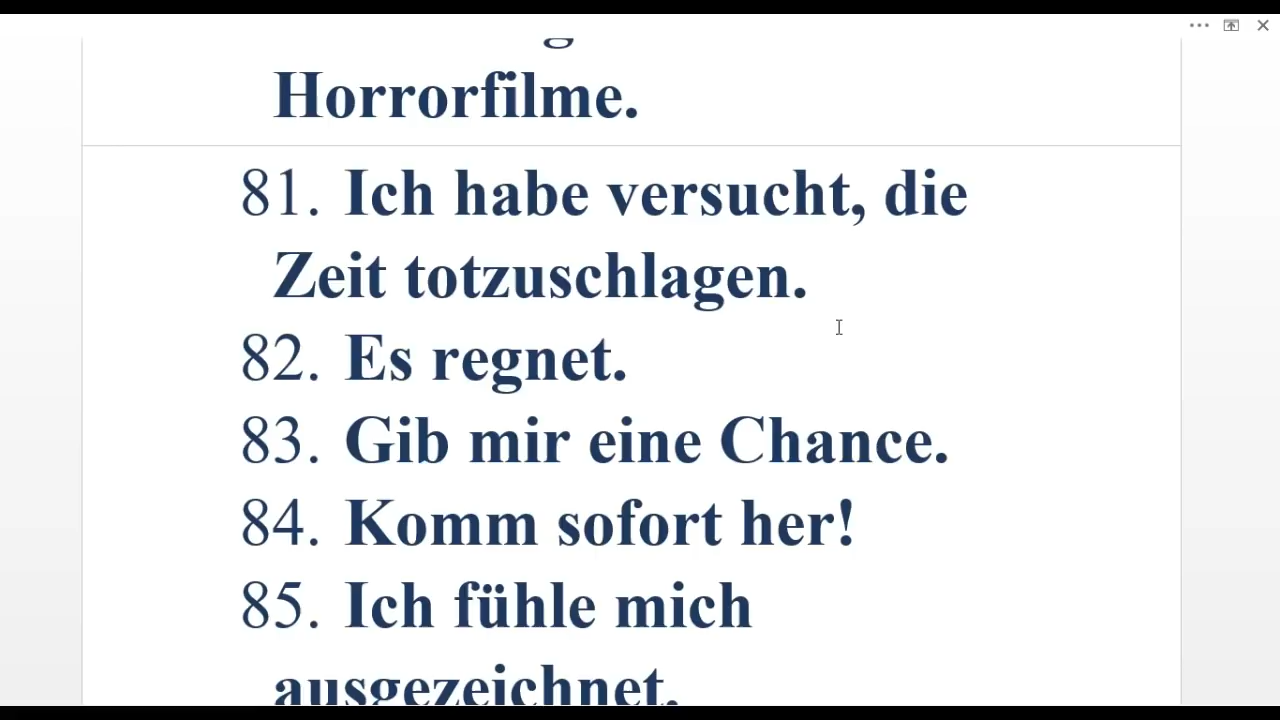 Horrorfilme.
81. Ich habe versucht, die
Zeit totzuschlagen.
82. Es regnet.
83. Gib mir eine Chance.
84. Komm sofort her!
85. Ich fühle mich
ausgezeichnet.